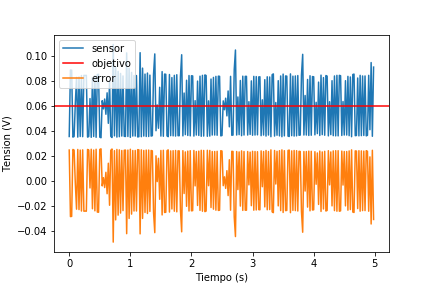 sensor
objetivo
error
0.10
0.08
0.06
0.04
0.02
0.00
−0.02
−0.04
Tension (V)
0 1 2 3 4 5
Tiempo (s)